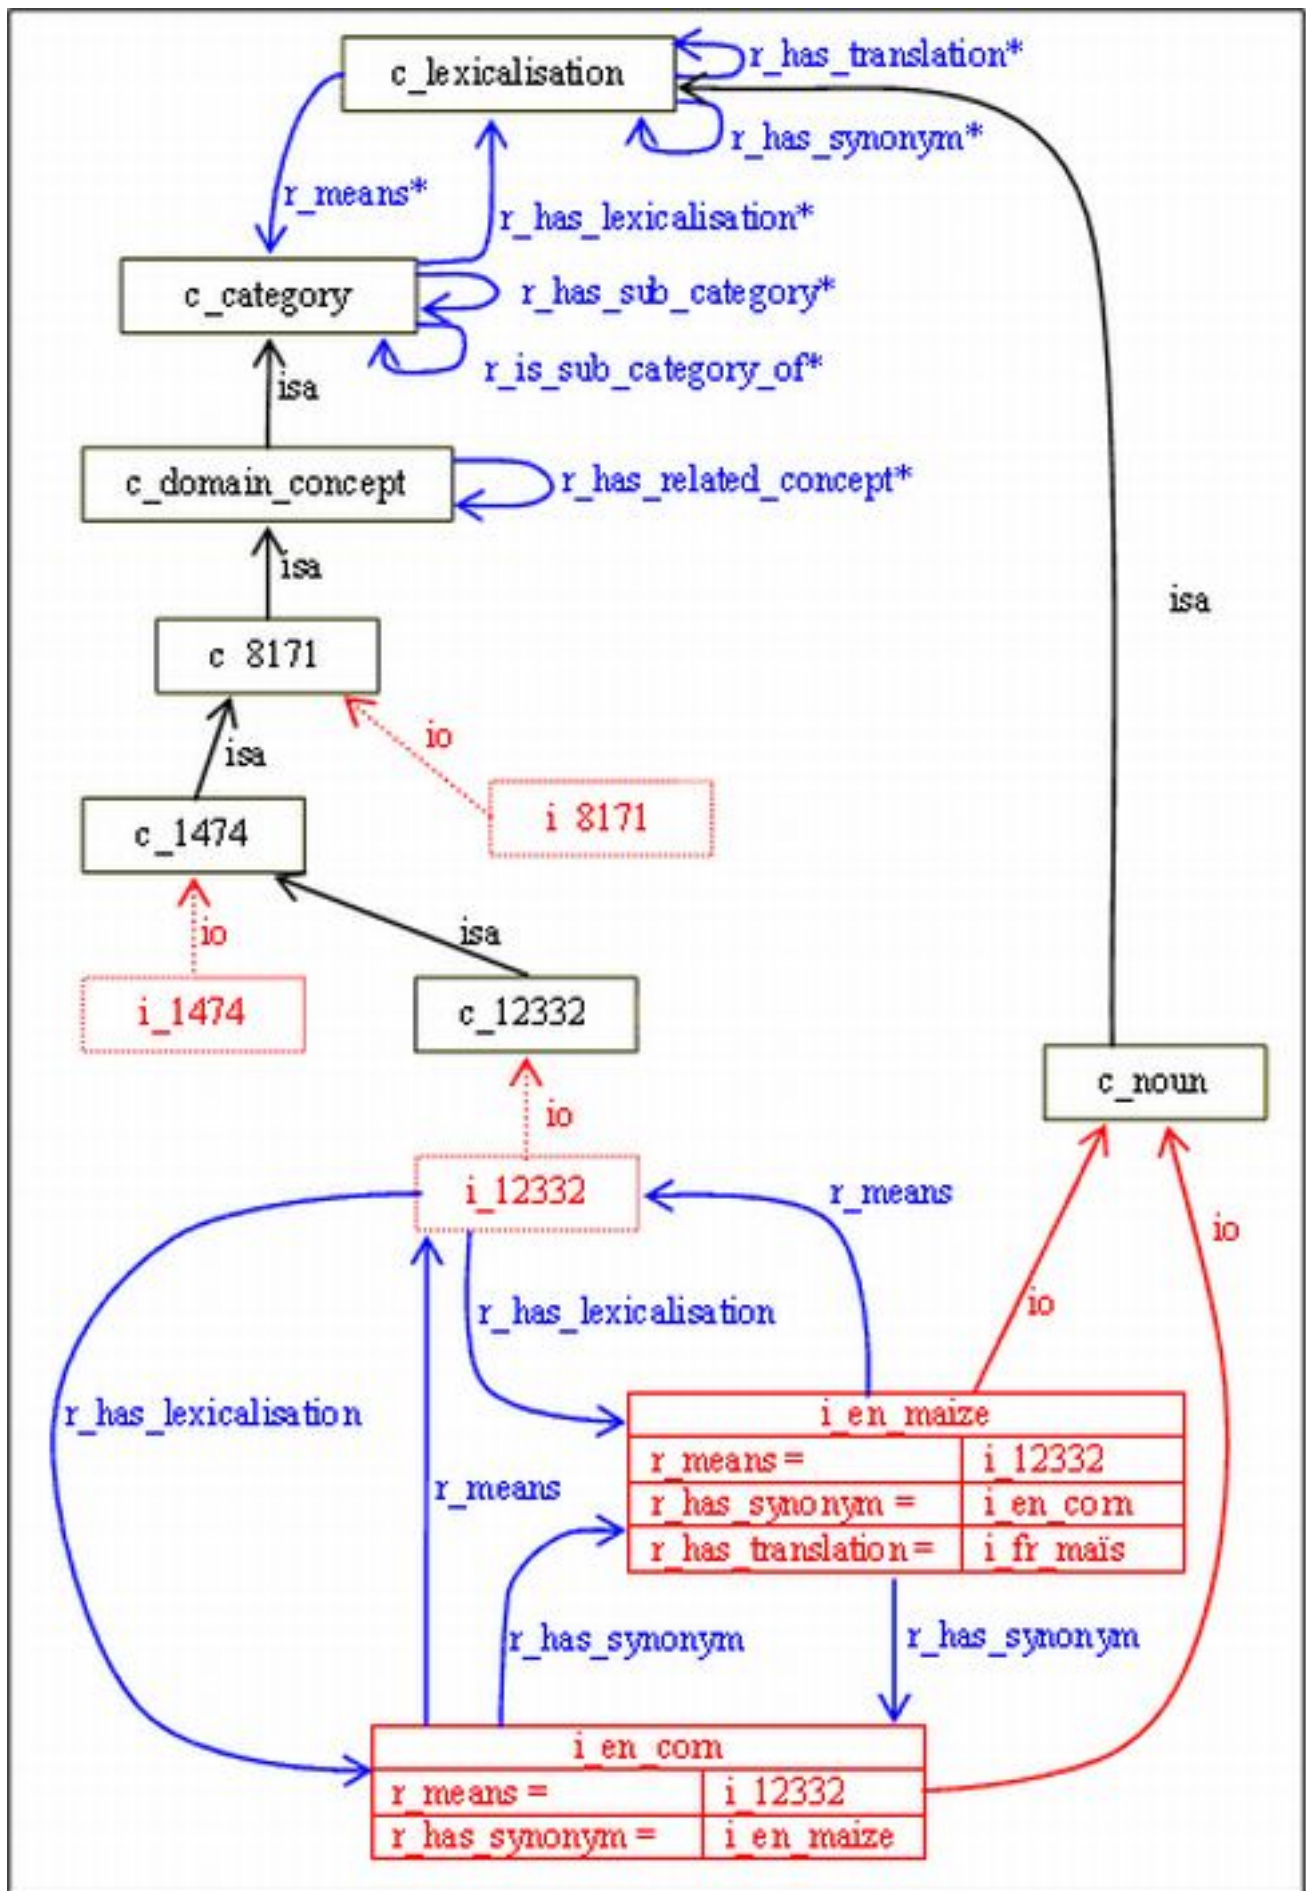 c_lexicalisation
r_has_translation*
r_has_synonym*
r_means*
r_has_lexicalisation*
c_category
r_has_sub_category*
r_is_sub_category_of*
isa
c_domain_concept
r_has_related_concept*
isa
isa
c 8171
io
isa
i 8171
c_1474
io
isa
i_1474
c_12332
c_noun
io
i_12332
r_means
io
io
r_has_lexicalisation
r_has_lexicalisation
i_en_maize
r_means = i_12332
r_means
r_has_synonym = i_en_corn
r_has_translation = i_fr_maïs
r_has_synonym
r_has_synonym
i_en_corn
r_means = i_12332
r_has_synonym = i_en_maize